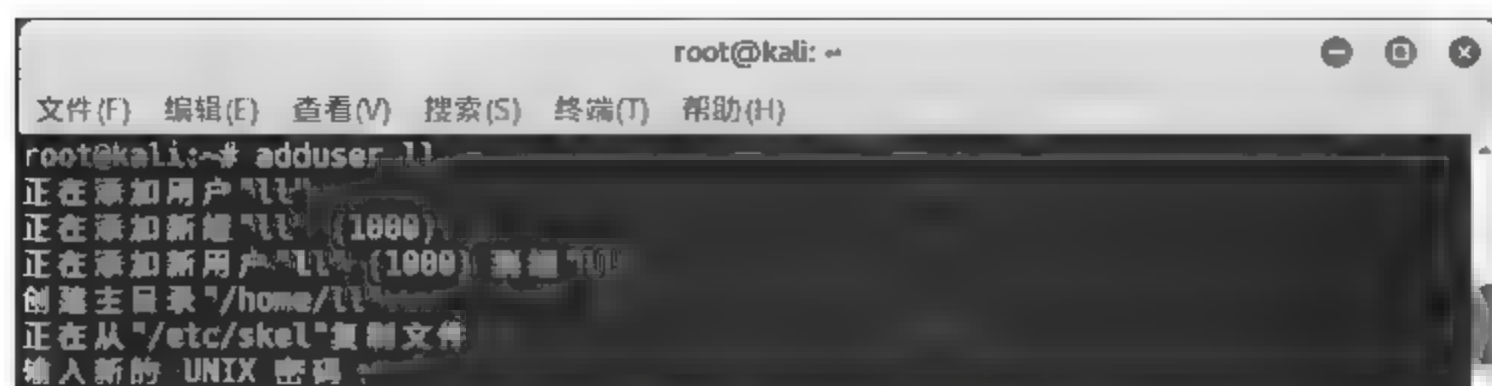 root@kali: ~
文件(F) 编辑(E) 查看(V) 搜索(S) 终端(T) 帮助(H)
root@kali:~# adduser ll
正在添加用户"ll"...
正在添加新组"ll" (1000)...
正在添加新用户"ll" (1000) 到组"ll"...
创建主目录"/home/ll"...
正在从"/etc/skel"复制文件...
输入新的 UNIX 密码：